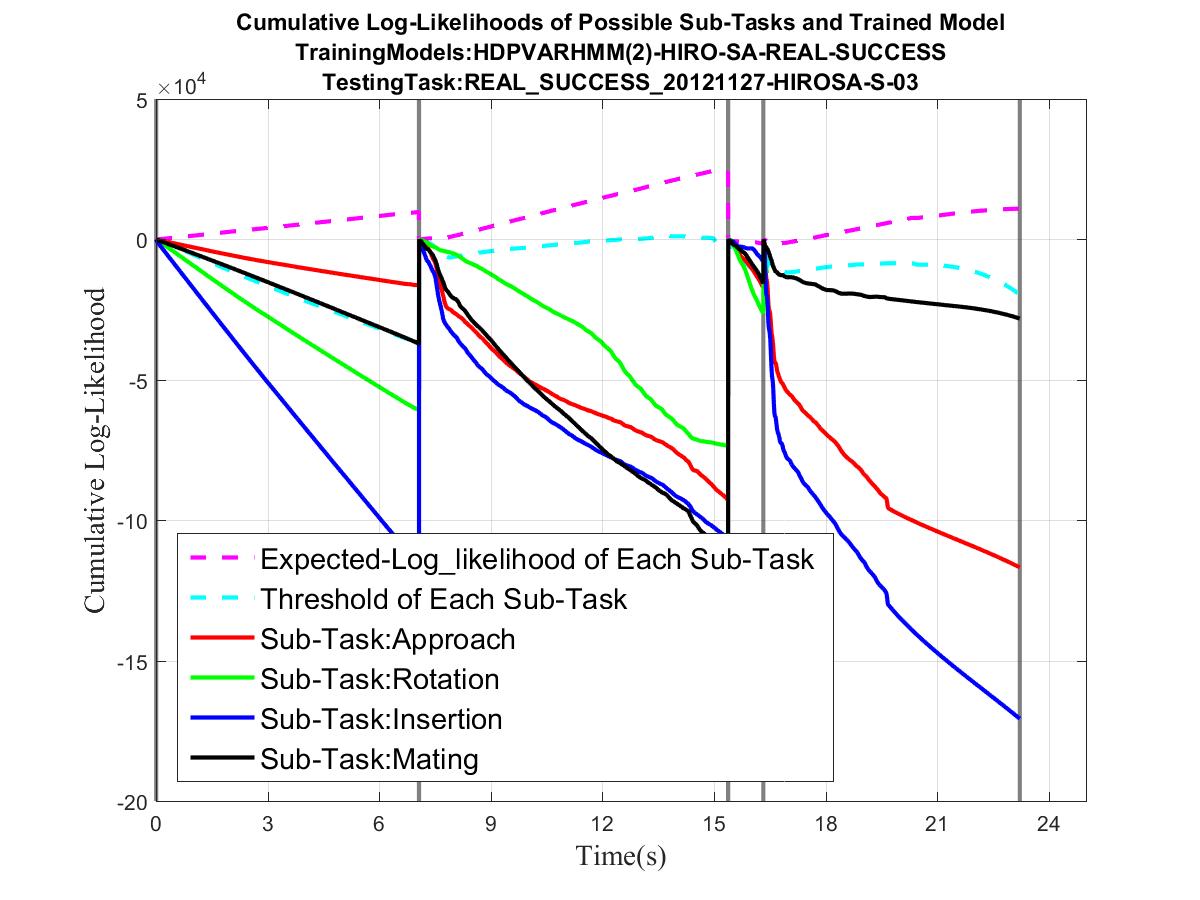 Cumulative Log-Likelihoods of Possible Sub-Tasks and Trained Model
TrainingModels:HDPVARHMM(2)-HIRO-SA-REAL-SUCCESS
TestingTask:REAL_SUCCESS_20121127-HIROSA-S-03
×10^4
5
0
-5
-10
-15
-20
Cumulative Log-Likelihood
Expected-Log_likelihood of Each Sub-Task
Threshold of Each Sub-Task
Sub-Task:Approach
Sub-Task:Rotation
Sub-Task:Insertion
Sub-Task:Mating
0 3 6 9 12 15 18 21 24
Time(s)